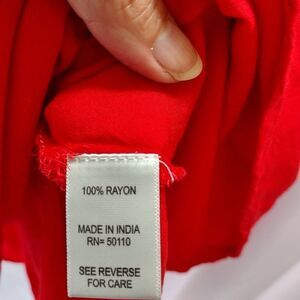 100% RAYON
MADE IN INDIA
RN= 50110
SEE REVERSE
FOR CARE